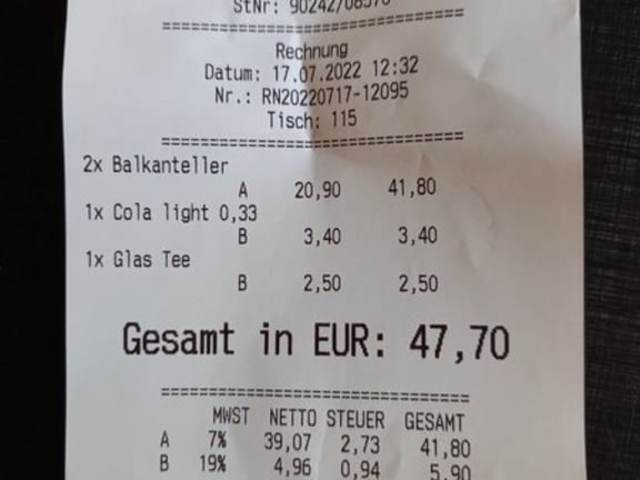 StNr: 90242/08570
==============================
Rechnung
Datum: 17.07.2022 12:32
Nr.: RN20220717-12095
Tisch: 115
==============================
2x Balkanteller
A 20,90 41,80
1x Cola light 0,33
B 3,40 3,40
1x Glas Tee
B 2,50 2,50
Gesamt in EUR: 47,70
==============================
MWST NETTO STEUER GESAMT
A 7% 39,07 2,73 41,80
B 19% 4,96 0,94 5,90